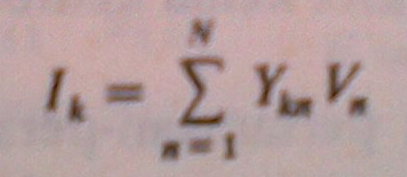 I_k = \sum_{n=1}^{N} Y_{kn} V_n